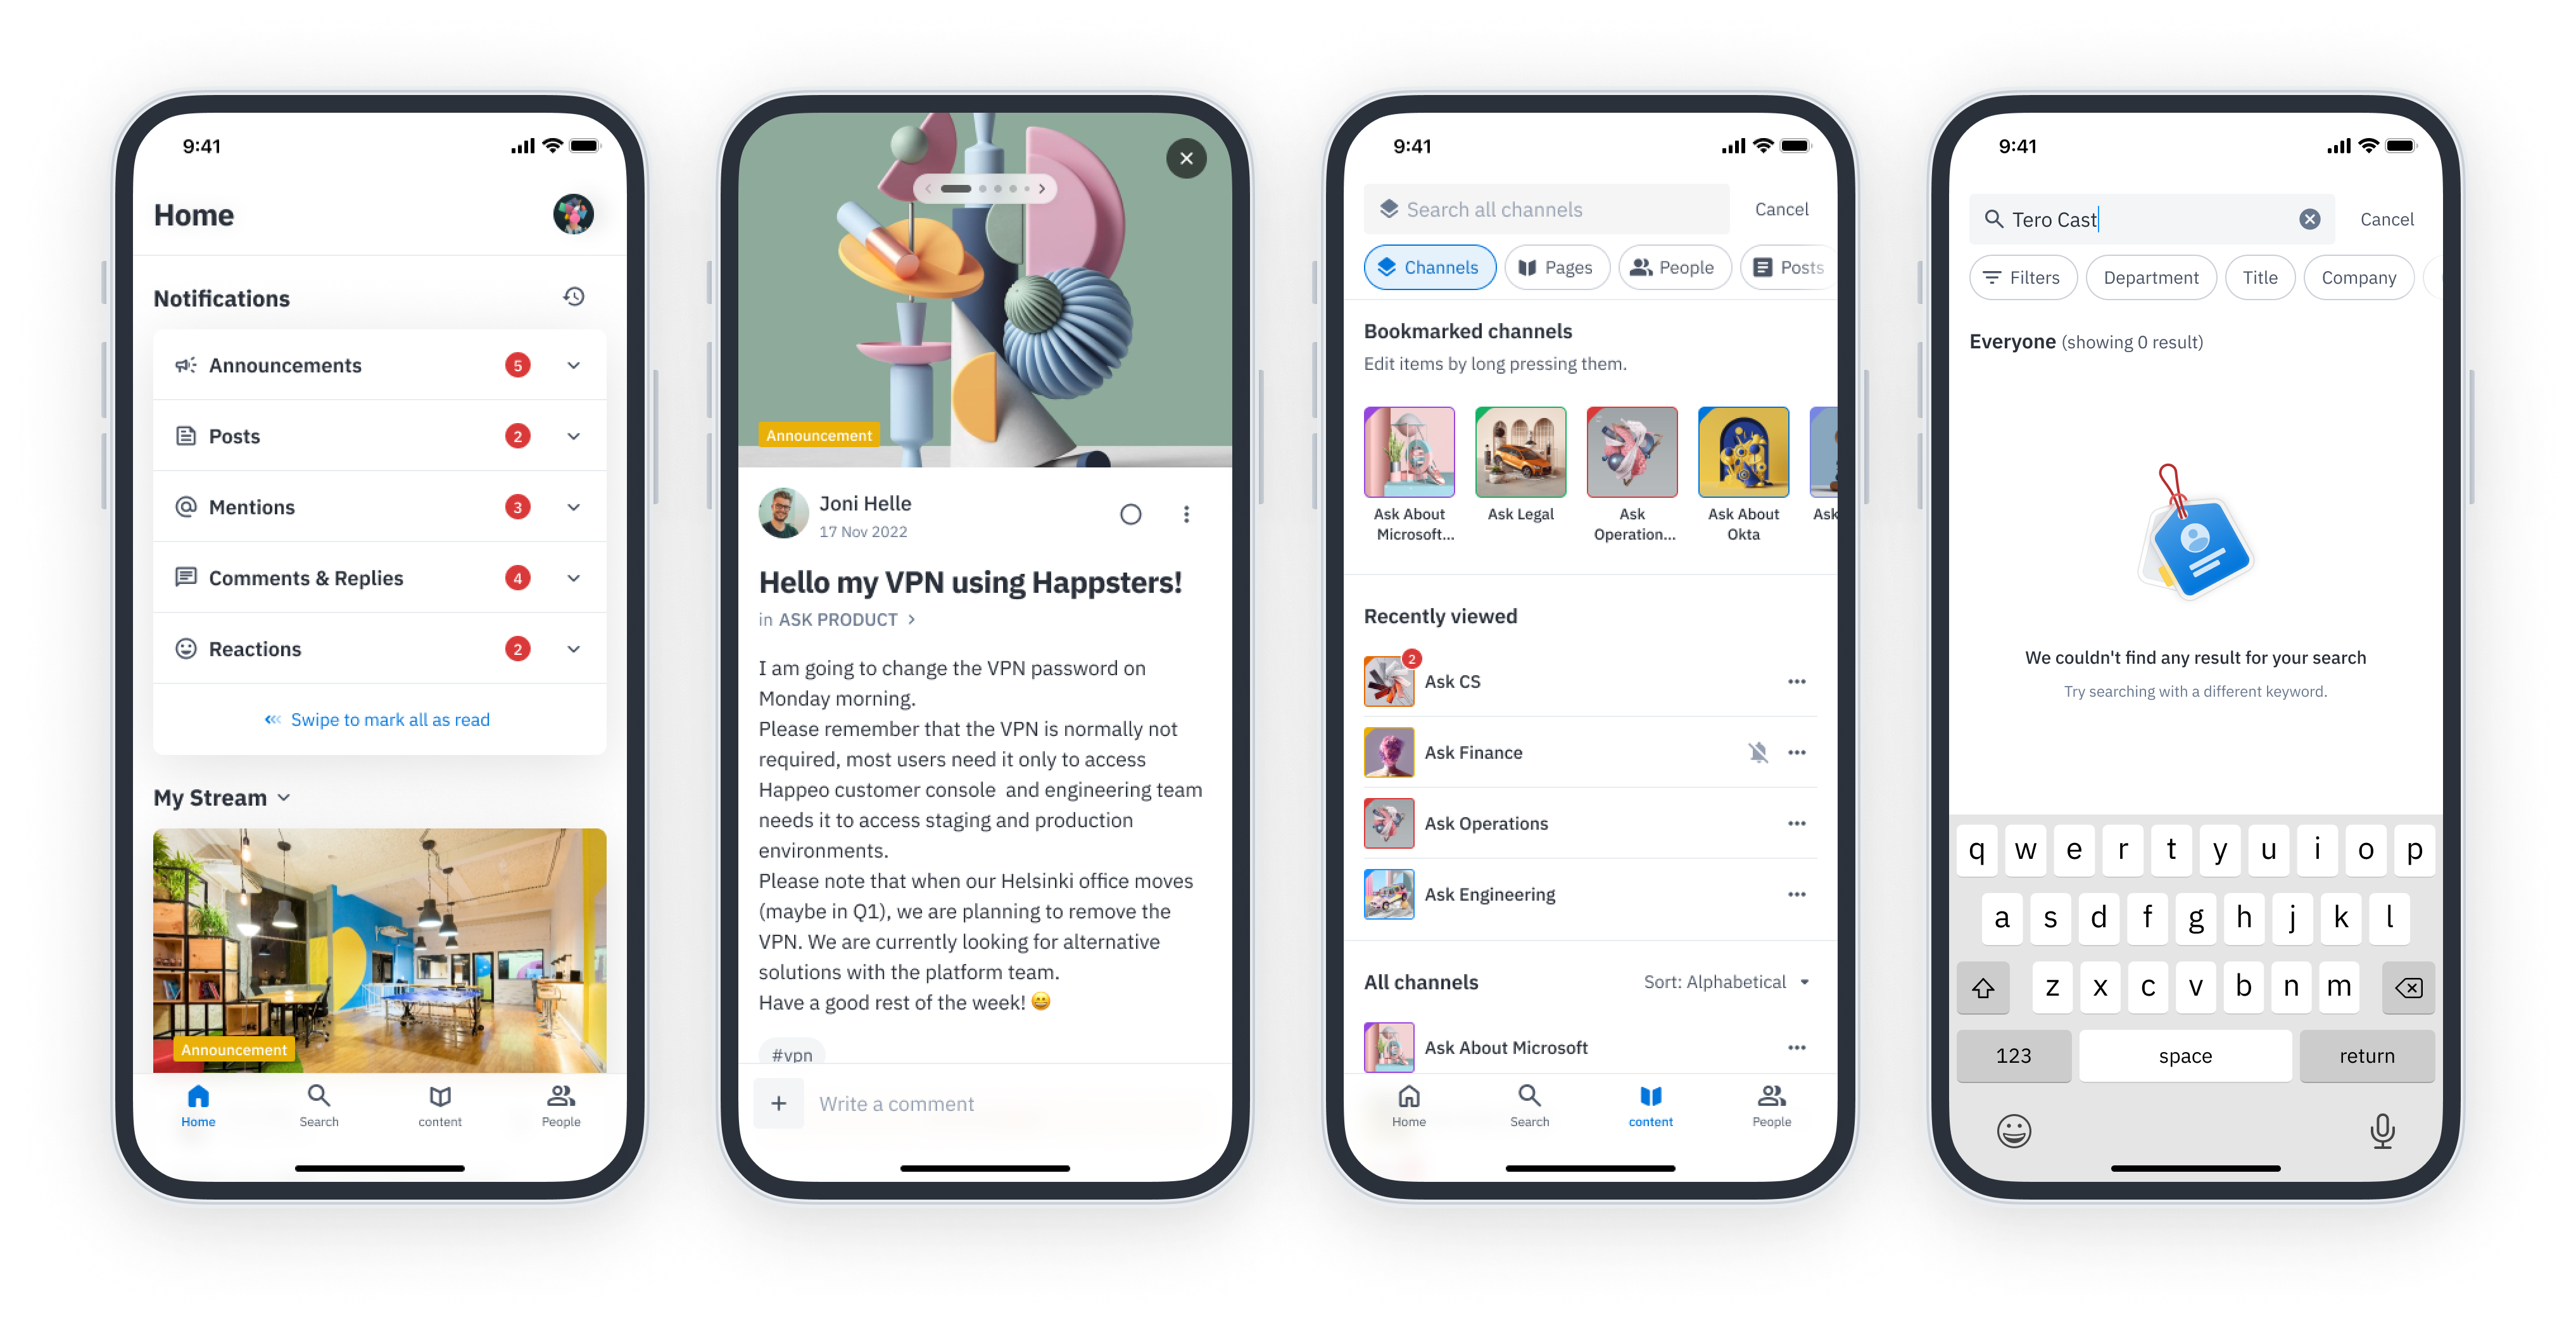 9:41
Home
Notifications
Announcements 5
Posts 2
Mentions 3
Comments & Replies 4
Reactions 2
Swipe to mark all as read
My Stream
Announcement
Home Search content People
Announcement
Joni Helle
17 Nov 2022
Hello my VPN using Happsters!
in ASK PRODUCT
I am going to change the VPN password on
Monday morning.
Please remember that the VPN is normally not
required, most users need it only to access
Happeo customer console  and engineering team
needs it to access staging and production
environments.
Please note that when our Helsinki office moves
(maybe in Q1), we are planning to remove the
VPN. We are currently looking for alternative
solutions with the platform team.
Have a good rest of the week! 😄
#vpn
+ Write a comment
9:41
Search all channels Cancel
Channels Pages People Posts
Bookmarked channels
Edit items by long pressing them.
Ask About
Microsoft...
Ask Legal
Ask
Operation...
Ask About
Okta
Ask
Recently viewed
2
Ask CS
Ask Finance
Ask Operations
Ask Engineering
All channels Sort: Alphabetical
Ask About Microsoft
Home Search content People
9:41
Tero Cast Cancel
Filters Department Title Company
Everyone (showing 0 result)
We couldn't find any result for your search
Try searching with a different keyword.
q w e r t y u i o p
a s d f g h j k l
z x c v b n m
123 space return